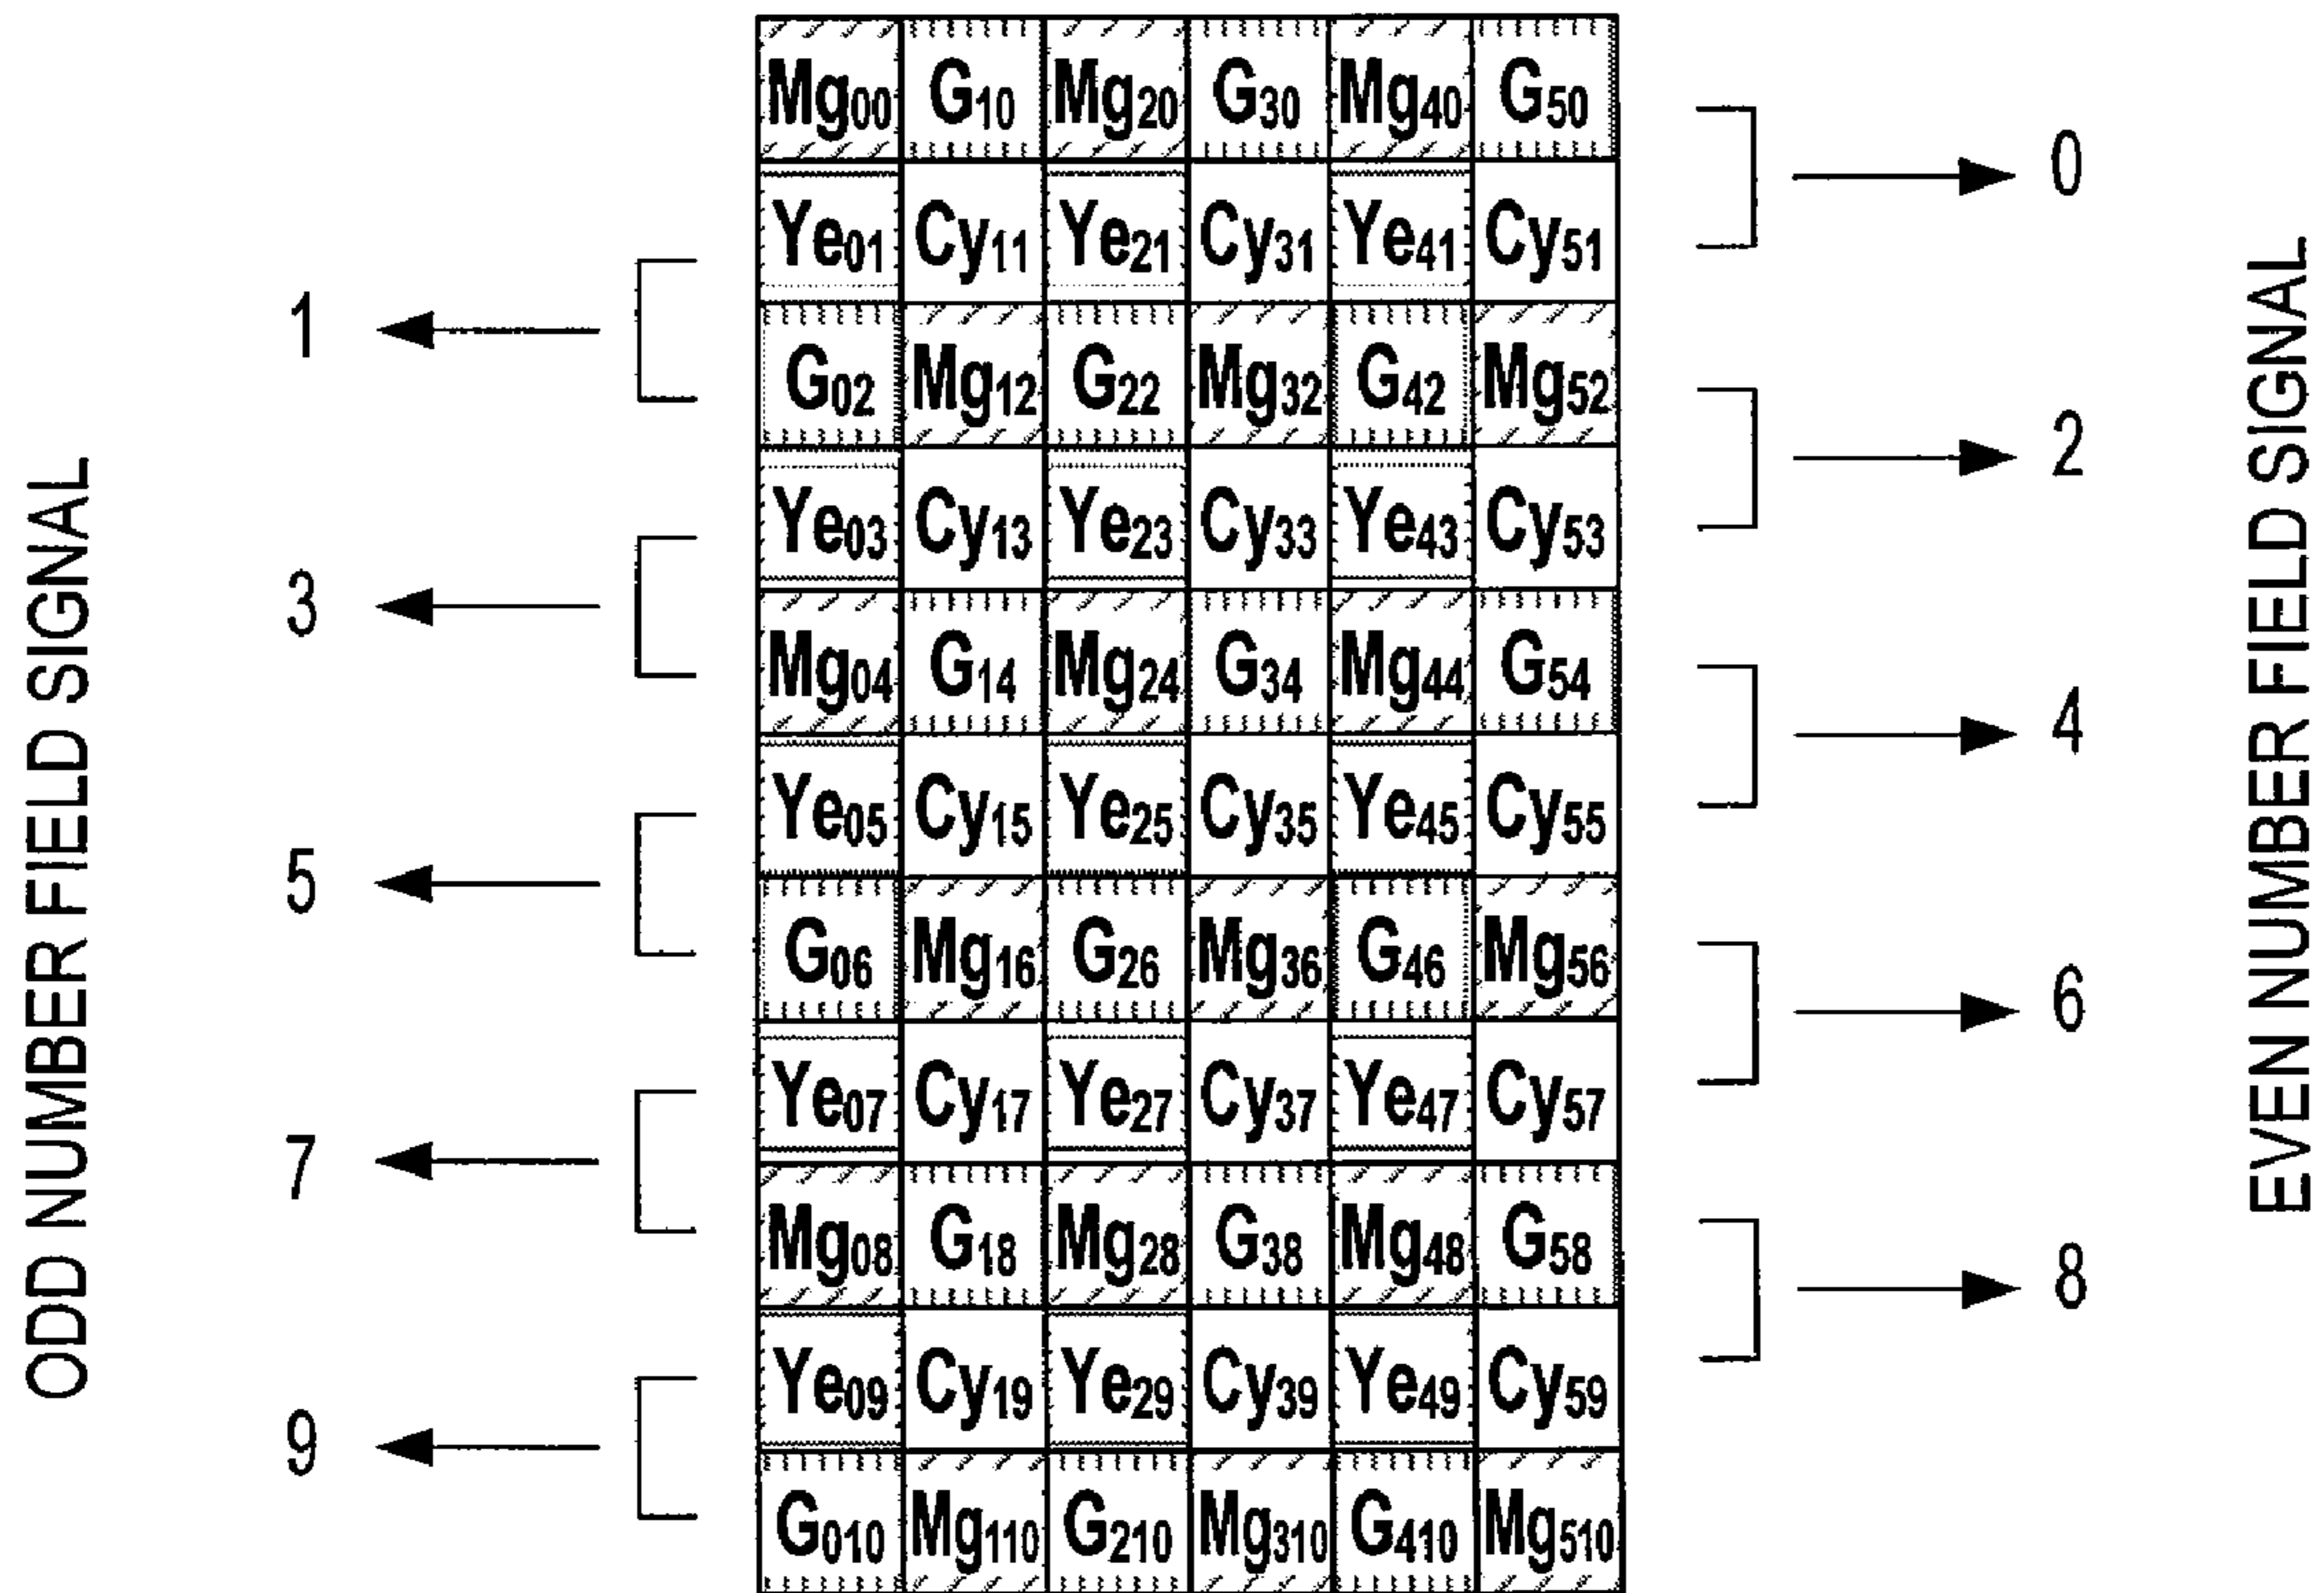 ODD NUMBER FIELD SIGNAL
1
3
5
7
9
Mg00 G10 Mg20 G30 Mg40 G50
Ye01 Cy11 Ye21 Cy31 Ye41 Cy51
G02 Mg12 G22 Mg32 G42 Mg52
Ye03 Cy13 Ye23 Cy33 Ye43 Cy53
Mg04 G14 Mg24 G34 Mg44 G54
Ye05 Cy15 Ye25 Cy35 Ye45 Cy55
G06 Mg16 G26 Mg36 G46 Mg56
Ye07 Cy17 Ye27 Cy37 Ye47 Cy57
Mg08 G18 Mg28 G38 Mg48 G58
Ye09 Cy19 Ye29 Cy39 Ye49 Cy59
G010 Mg110 G210 Mg310 G410 Mg510
0
2
4
6
8
EVEN NUMBER FIELD SIGNAL